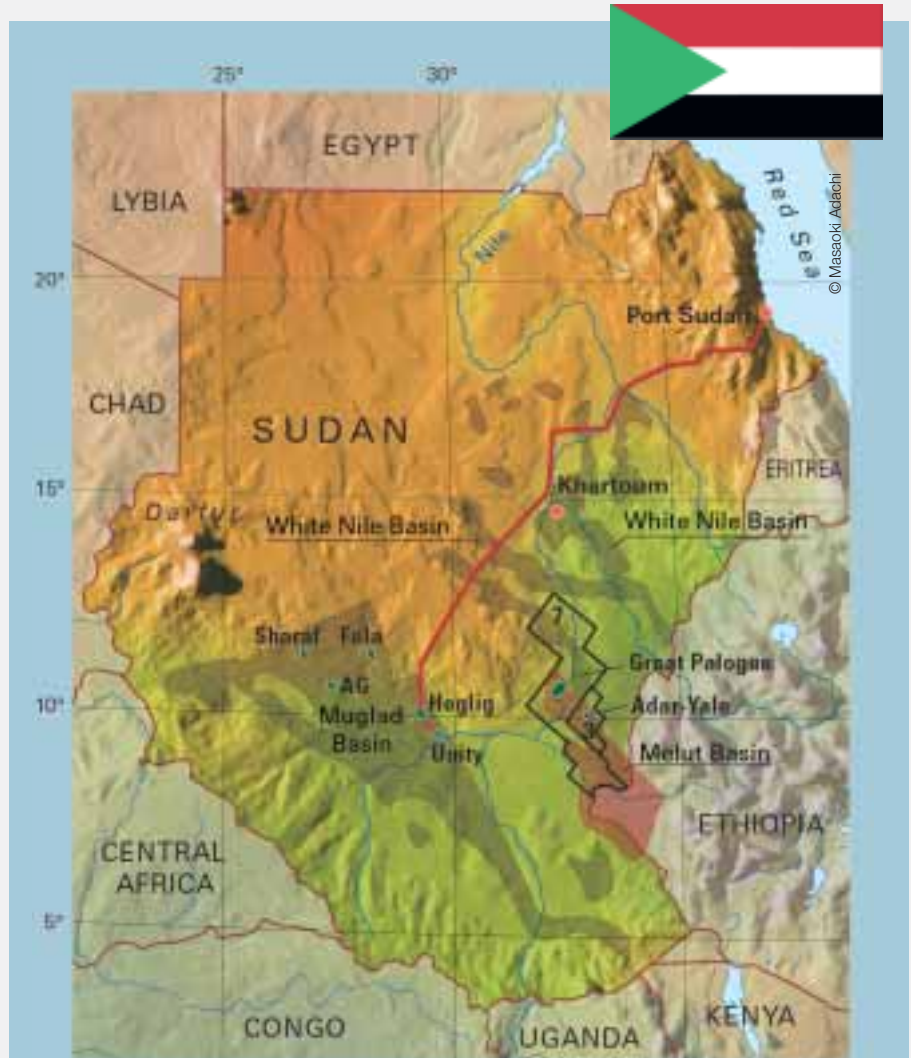 25°
30°
EGYPT
LYBIA
Red Sea
© Masaoki Adachi
Nile
20°
Port Sudan
CHAD
SUDAN
ERITREA
15°
Khartoum
Darfur
White Nile Basin
White Nile Basin
7
Sharaf Fula
Great Palogue
AG
10°
Heglig
Adar-Yale
Muglad
Basin
Unity
Melut Basin
ETHIOPIA
CENTRAL
AFRICA
5°
CONGO
UGANDA
KENYA